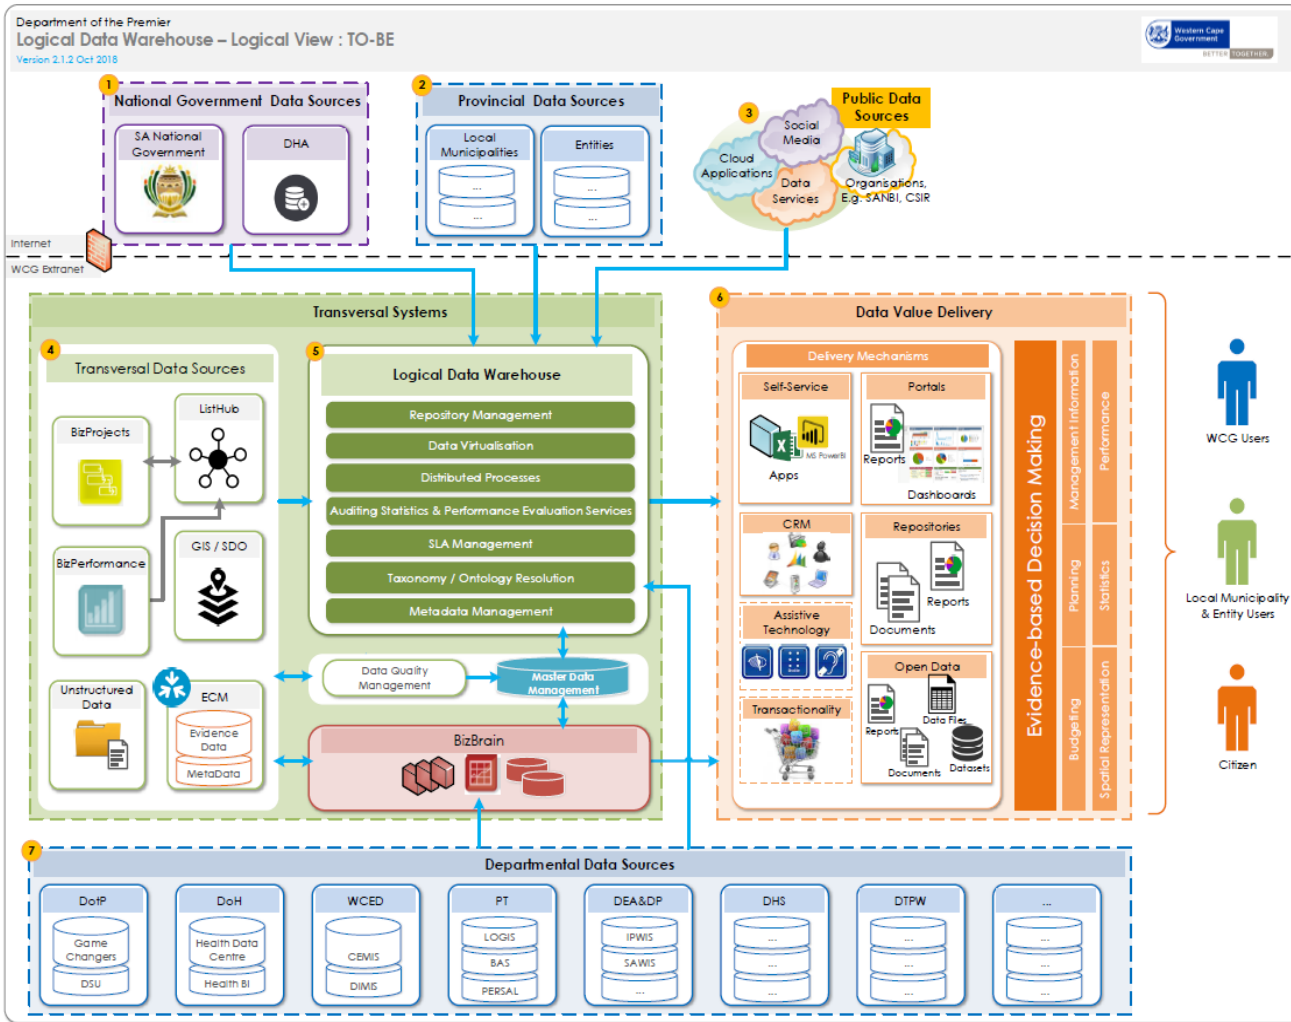 Department of the Premier
Logical Data Warehouse – Logical View : TO-BE
Version 2.1.2 Oct 2018
Western Cape
Government
BETTER TOGETHER.
1
National Government Data Sources
SA National
Government
DHA
2
Provincial Data Sources
Local
Municipalities
...
...
Entities
...
...
3
Public Data
Sources
Social
Media
Cloud
Applications
Data
Services
Organisations,
E.g. SANBI, CSIR
Internet
WCG Extranet
Transversal Systems
4
Transversal Data Sources
ListHub
BizProjects
BizPerformance
GIS / SDO
Unstructured
Data
ECM
Evidence
Data
MetaData
5
Logical Data Warehouse
Repository Management
Data Virtualisation
Distributed Processes
Auditing Statistics & Performance Evaluation Services
SLA Management
Taxonomy / Ontology Resolution
Metadata Management
Data Quality
Management
Master Data
Management
BizBrain
6
Data Value Delivery
Delivery Mechanisms
Self-Service
MS PowerBI
Apps
Portals
Reports
Dashboards
CRM
Repositories
Reports
Documents
Assistive
Technology
Open Data
Reports
Data Files
Documents
Datasets
Transactionality
Evidence-based Decision Making
Management Information
Planning
Budgeting
Performance
Statistics
Spatial Representation
WCG Users
Local Municipality
& Entity Users
Citizen
7
Departmental Data Sources
DotP
Game
Changers
DSU
DoH
Health Data
Centre
Health BI
WCED
CEMIS
DIMIS
PT
LOGIS
BAS
PERSAL
DEA&DP
IPWIS
SAWIS
...
DHS
...
...
...
DTPW
...
...
...
...
...
...
...